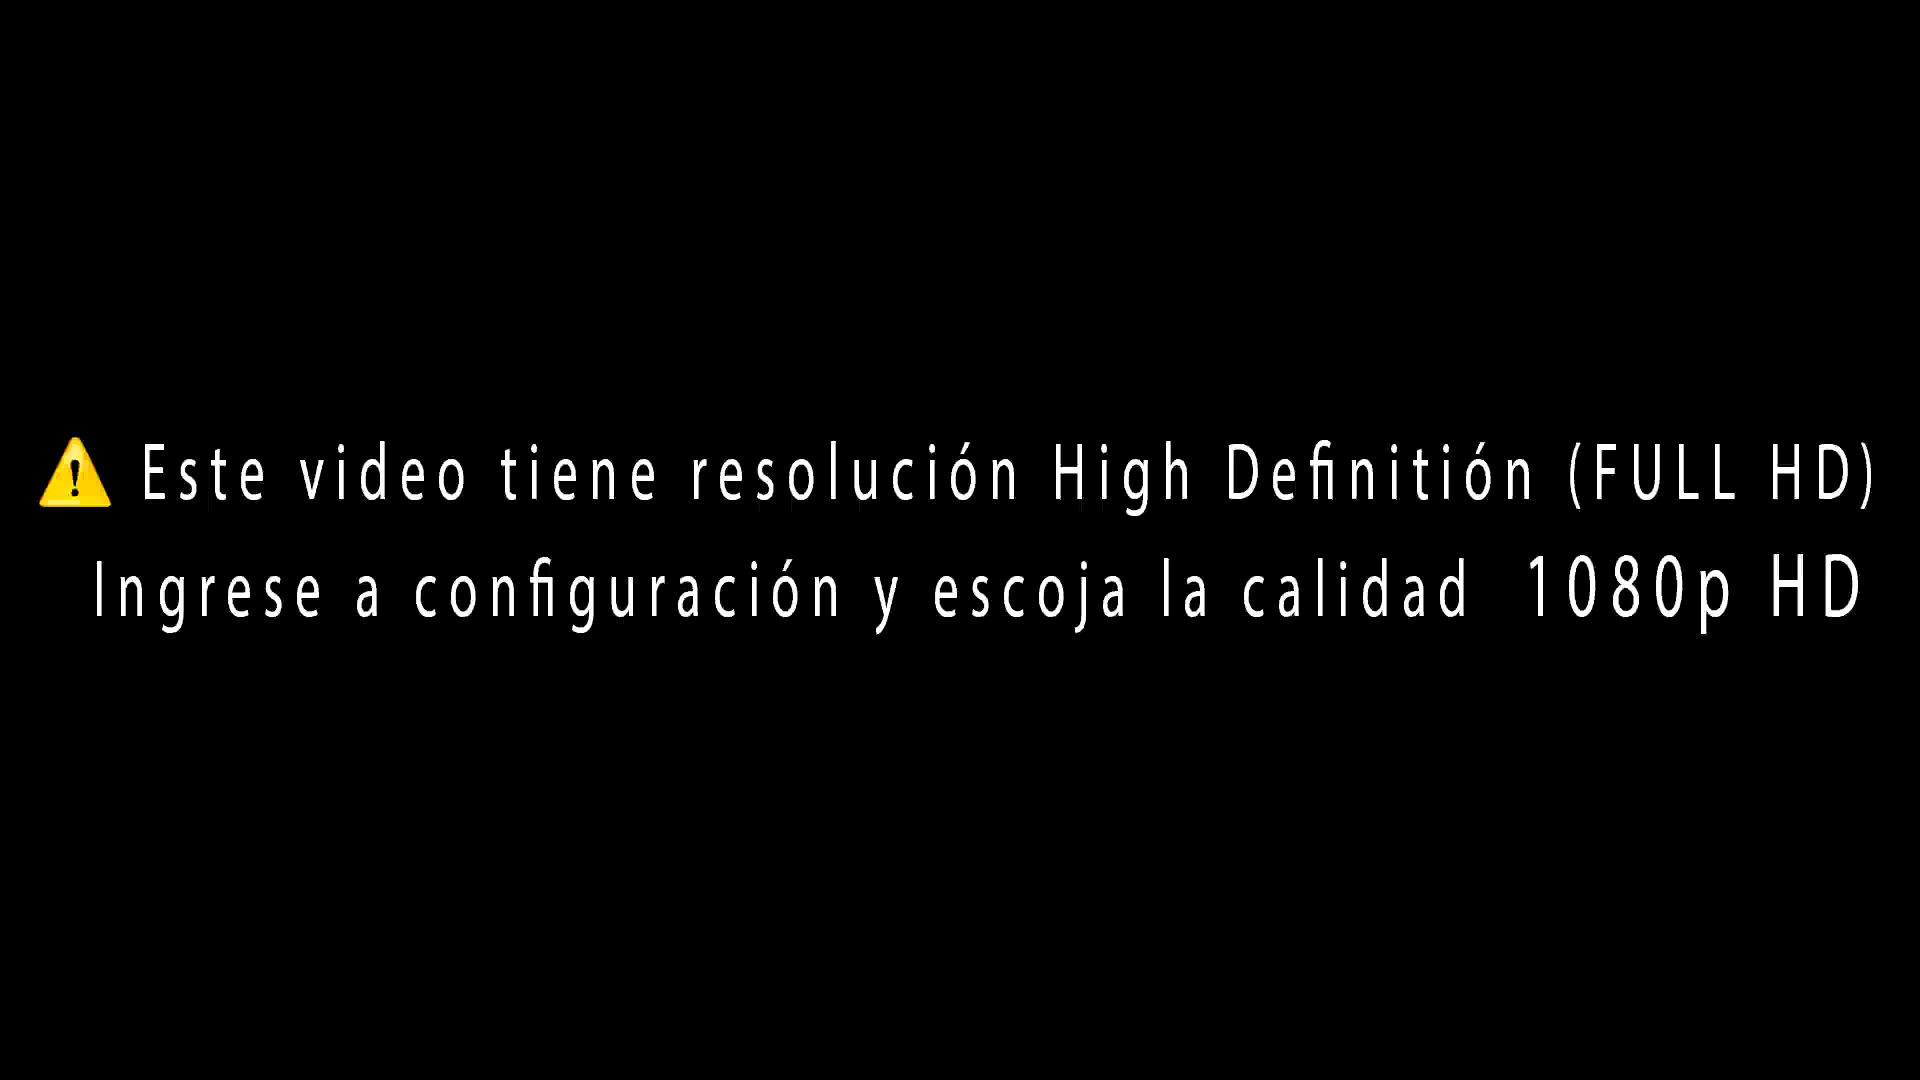 ⚠ Este video tiene resolución High Definitión (FULL HD)
Ingrese a configuración y escoja la calidad 1080p HD